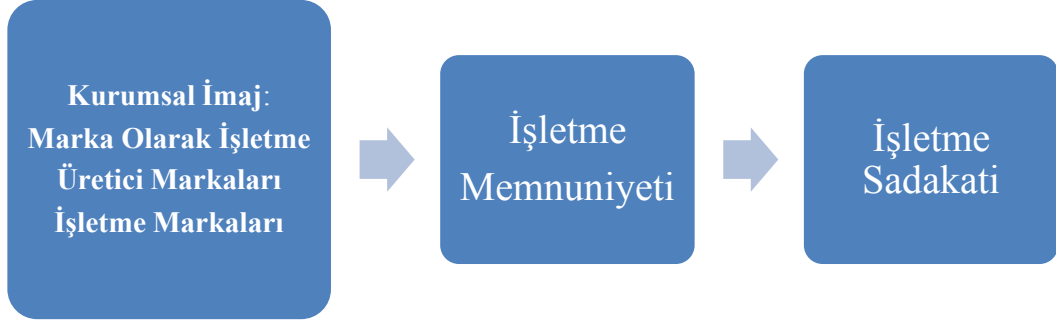 Kurumsal İmaj:
Marka Olarak İşletme
Üretici Markaları
İşletme Markaları
İşletme
Memnuniyeti
İşletme
Sadakati